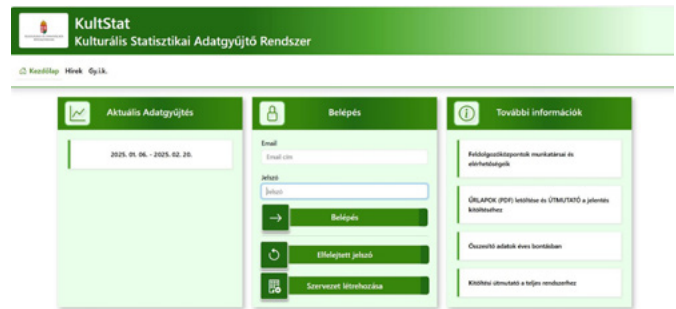 KultStat
Kulturális Statisztikai Adatgyűjtő Rendszer
Kezdőlap Hírek Gy.i.k.
Aktuális Adatgyűjtés
2025. 01. 06. - 2025. 02. 20.
Belépés
Email
Email cím
Jelszó
Jelszó
Belépés
Elfelejtett jelszó
Szervezet létrehozása
További információk
Feldolgozóközpontok munkatársai és
elérhetőségeik
ŰRLAPOK (PDF) letöltése és ÚTMUTATÓ a jelentés
kitöltéséhez
Összesítő adatok éves bontásban
Kitöltési útmutató a teljes rendszerhez